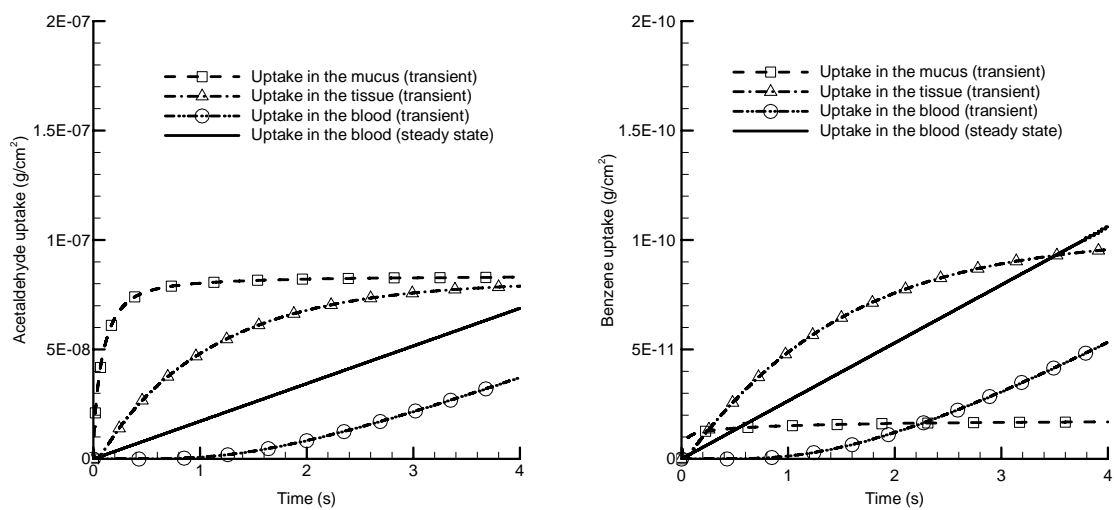 2E-07
1.5E-07
1E-07
5E-08
0
Acetaldehyde uptake (g/cm²)
Uptake in the mucus (transient)
Uptake in the tissue (transient)
Uptake in the blood (transient)
Uptake in the blood (steady state)
0 1 2 3 4
Time (s)
2E-10
1.5E-10
1E-10
5E-11
0
Benzene uptake (g/cm²)
Uptake in the mucus (transient)
Uptake in the tissue (transient)
Uptake in the blood (transient)
Uptake in the blood (steady state)
0 1 2 3 4
Time (s)